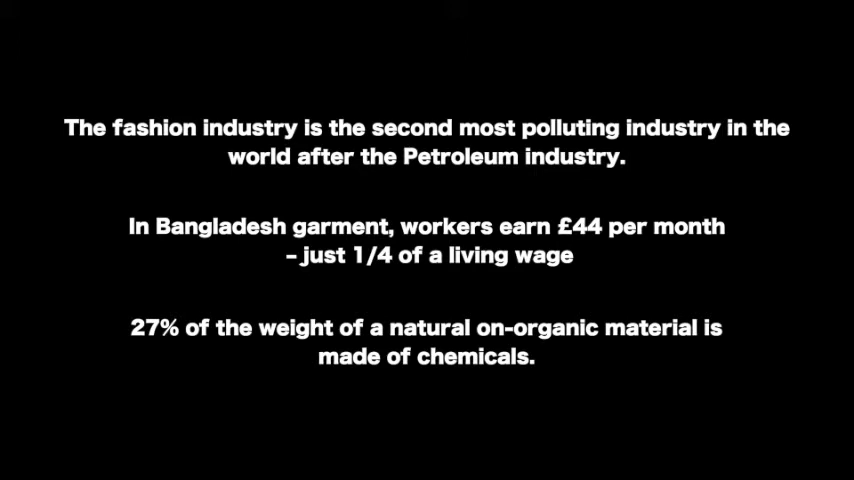 The fashion industry is the second most polluting industry in the
world after the Petroleum industry.
In Bangladesh garment, workers earn £44 per month
– just 1/4 of a living wage
27% of the weight of a natural on-organic material is
made of chemicals.